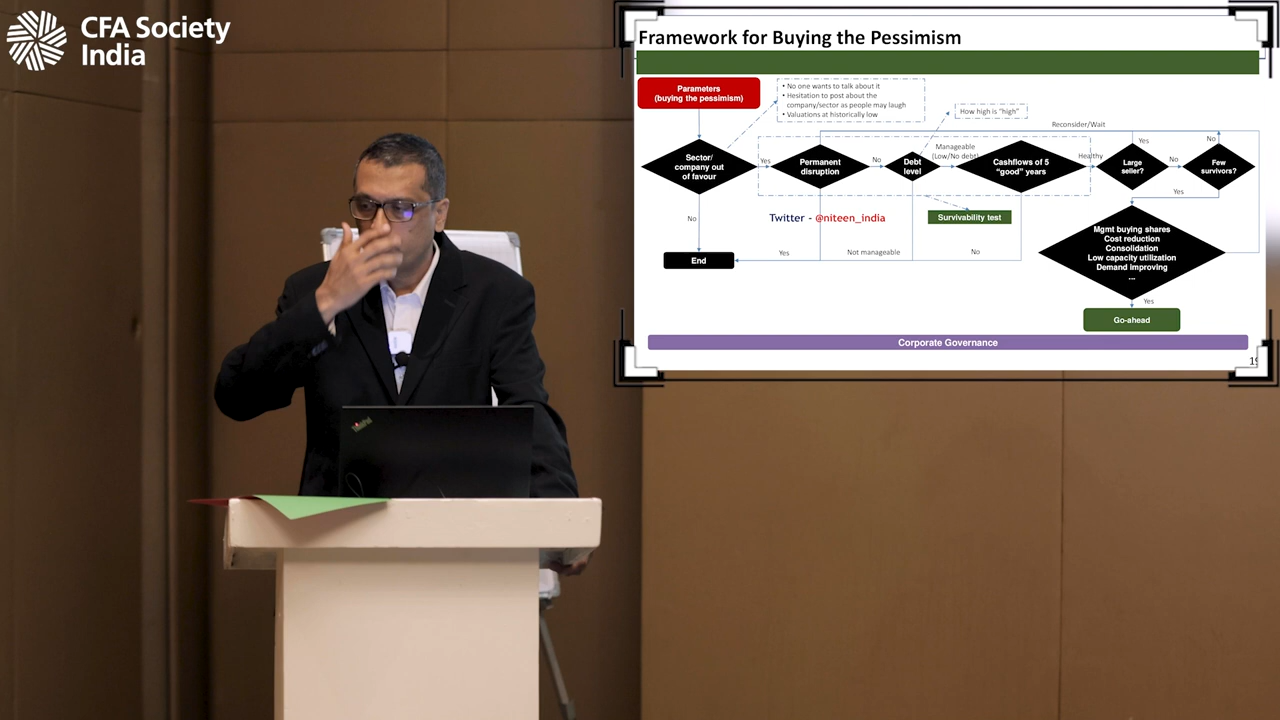 CFA Society
India
Framework for Buying the Pessimism
Parameters
(buying the pessimism)
• No one wants to talk about it
• Hesitation to post about the
company/sector as people may laugh
• Valuations at historically low
How high is "high"
Reconsider/Wait
Sector/
company out
of favour
Yes
Permanent
disruption
No
Debt
level
Manageable
(Low/No debt)
Cashflows of 5
"good" years
Healthy
Large
seller?
Yes
No
Few
survivors?
No
Yes
No
Twitter - @niteen_india
Survivability test
Mgmt buying shares
Cost reduction
Consolidation
Low capacity utilization
Demand improving
...
End
Yes
Not manageable
No
Yes
Go-ahead
Corporate Governance
ThinkPad